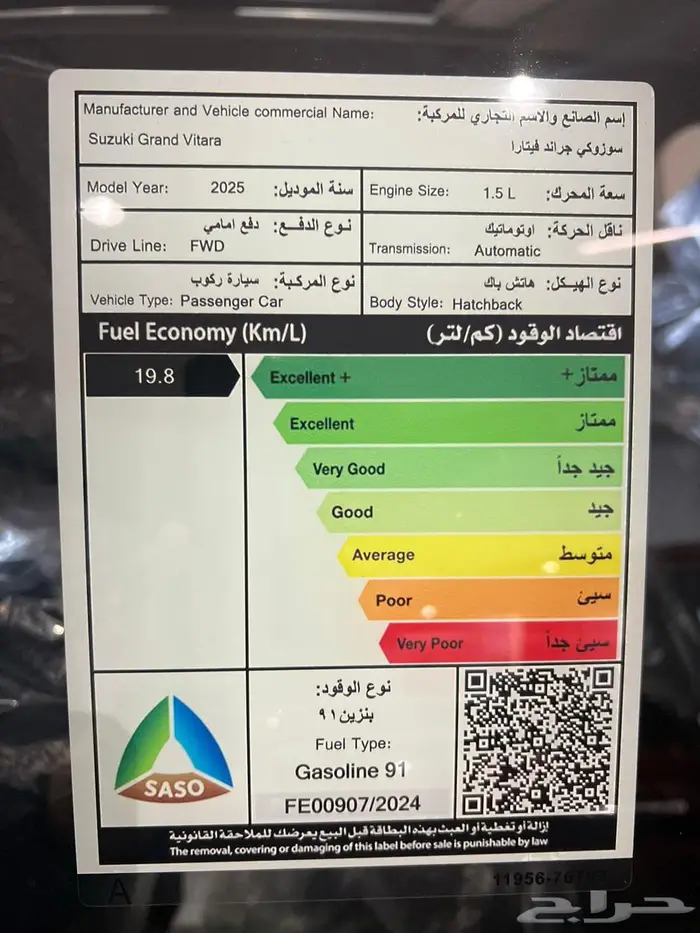 Manufacturer and Vehicle commercial Name: إسم الصانع والاسم التجاري للمركبة:
Suzuki Grand Vitara سوزوكي جراند فيتارا
Model Year: 2025 سنة الموديل: Engine Size: 1.5 L سعة المحرك:
نوع الدفع: دفع امامي ناقل الحركة: اوتوماتيك
Drive Line: FWD Transmission: Automatic
نوع المركبة: سيارة ركوب نوع الهيكل: هاتش باك
Vehicle Type: Passenger Car Body Style: Hatchback
Fuel Economy (Km/L) اقتصاد الوقود (كم/لتر)
19.8 Excellent + ممتاز+
Excellent ممتاز
Very Good جيد جداً
Good جيد
Average متوسط
Poor سيئ
Very Poor سيئ جداً
نوع الوقود:
بنزين ٩١
Fuel Type:
Gasoline 91
FE00907/2024
SASO
إزالة أو تغطية أو العبث بهذه البطاقة قبل البيع يعرضك للملاحقة القانونية
The removal, covering or damaging of this label before sale is punishable by law
A
حراج